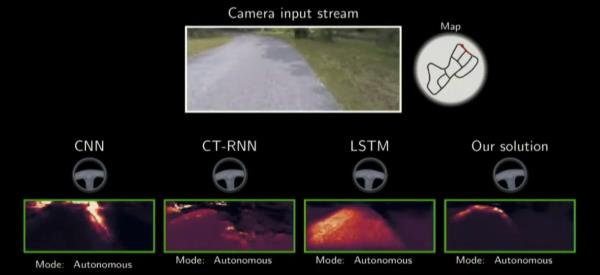 Camera input stream
Map
CNN
CT-RNN
LSTM
Our solution
Mode: Autonomous
Mode: Autonomous
Mode: Autonomous
Mode: Autonomous